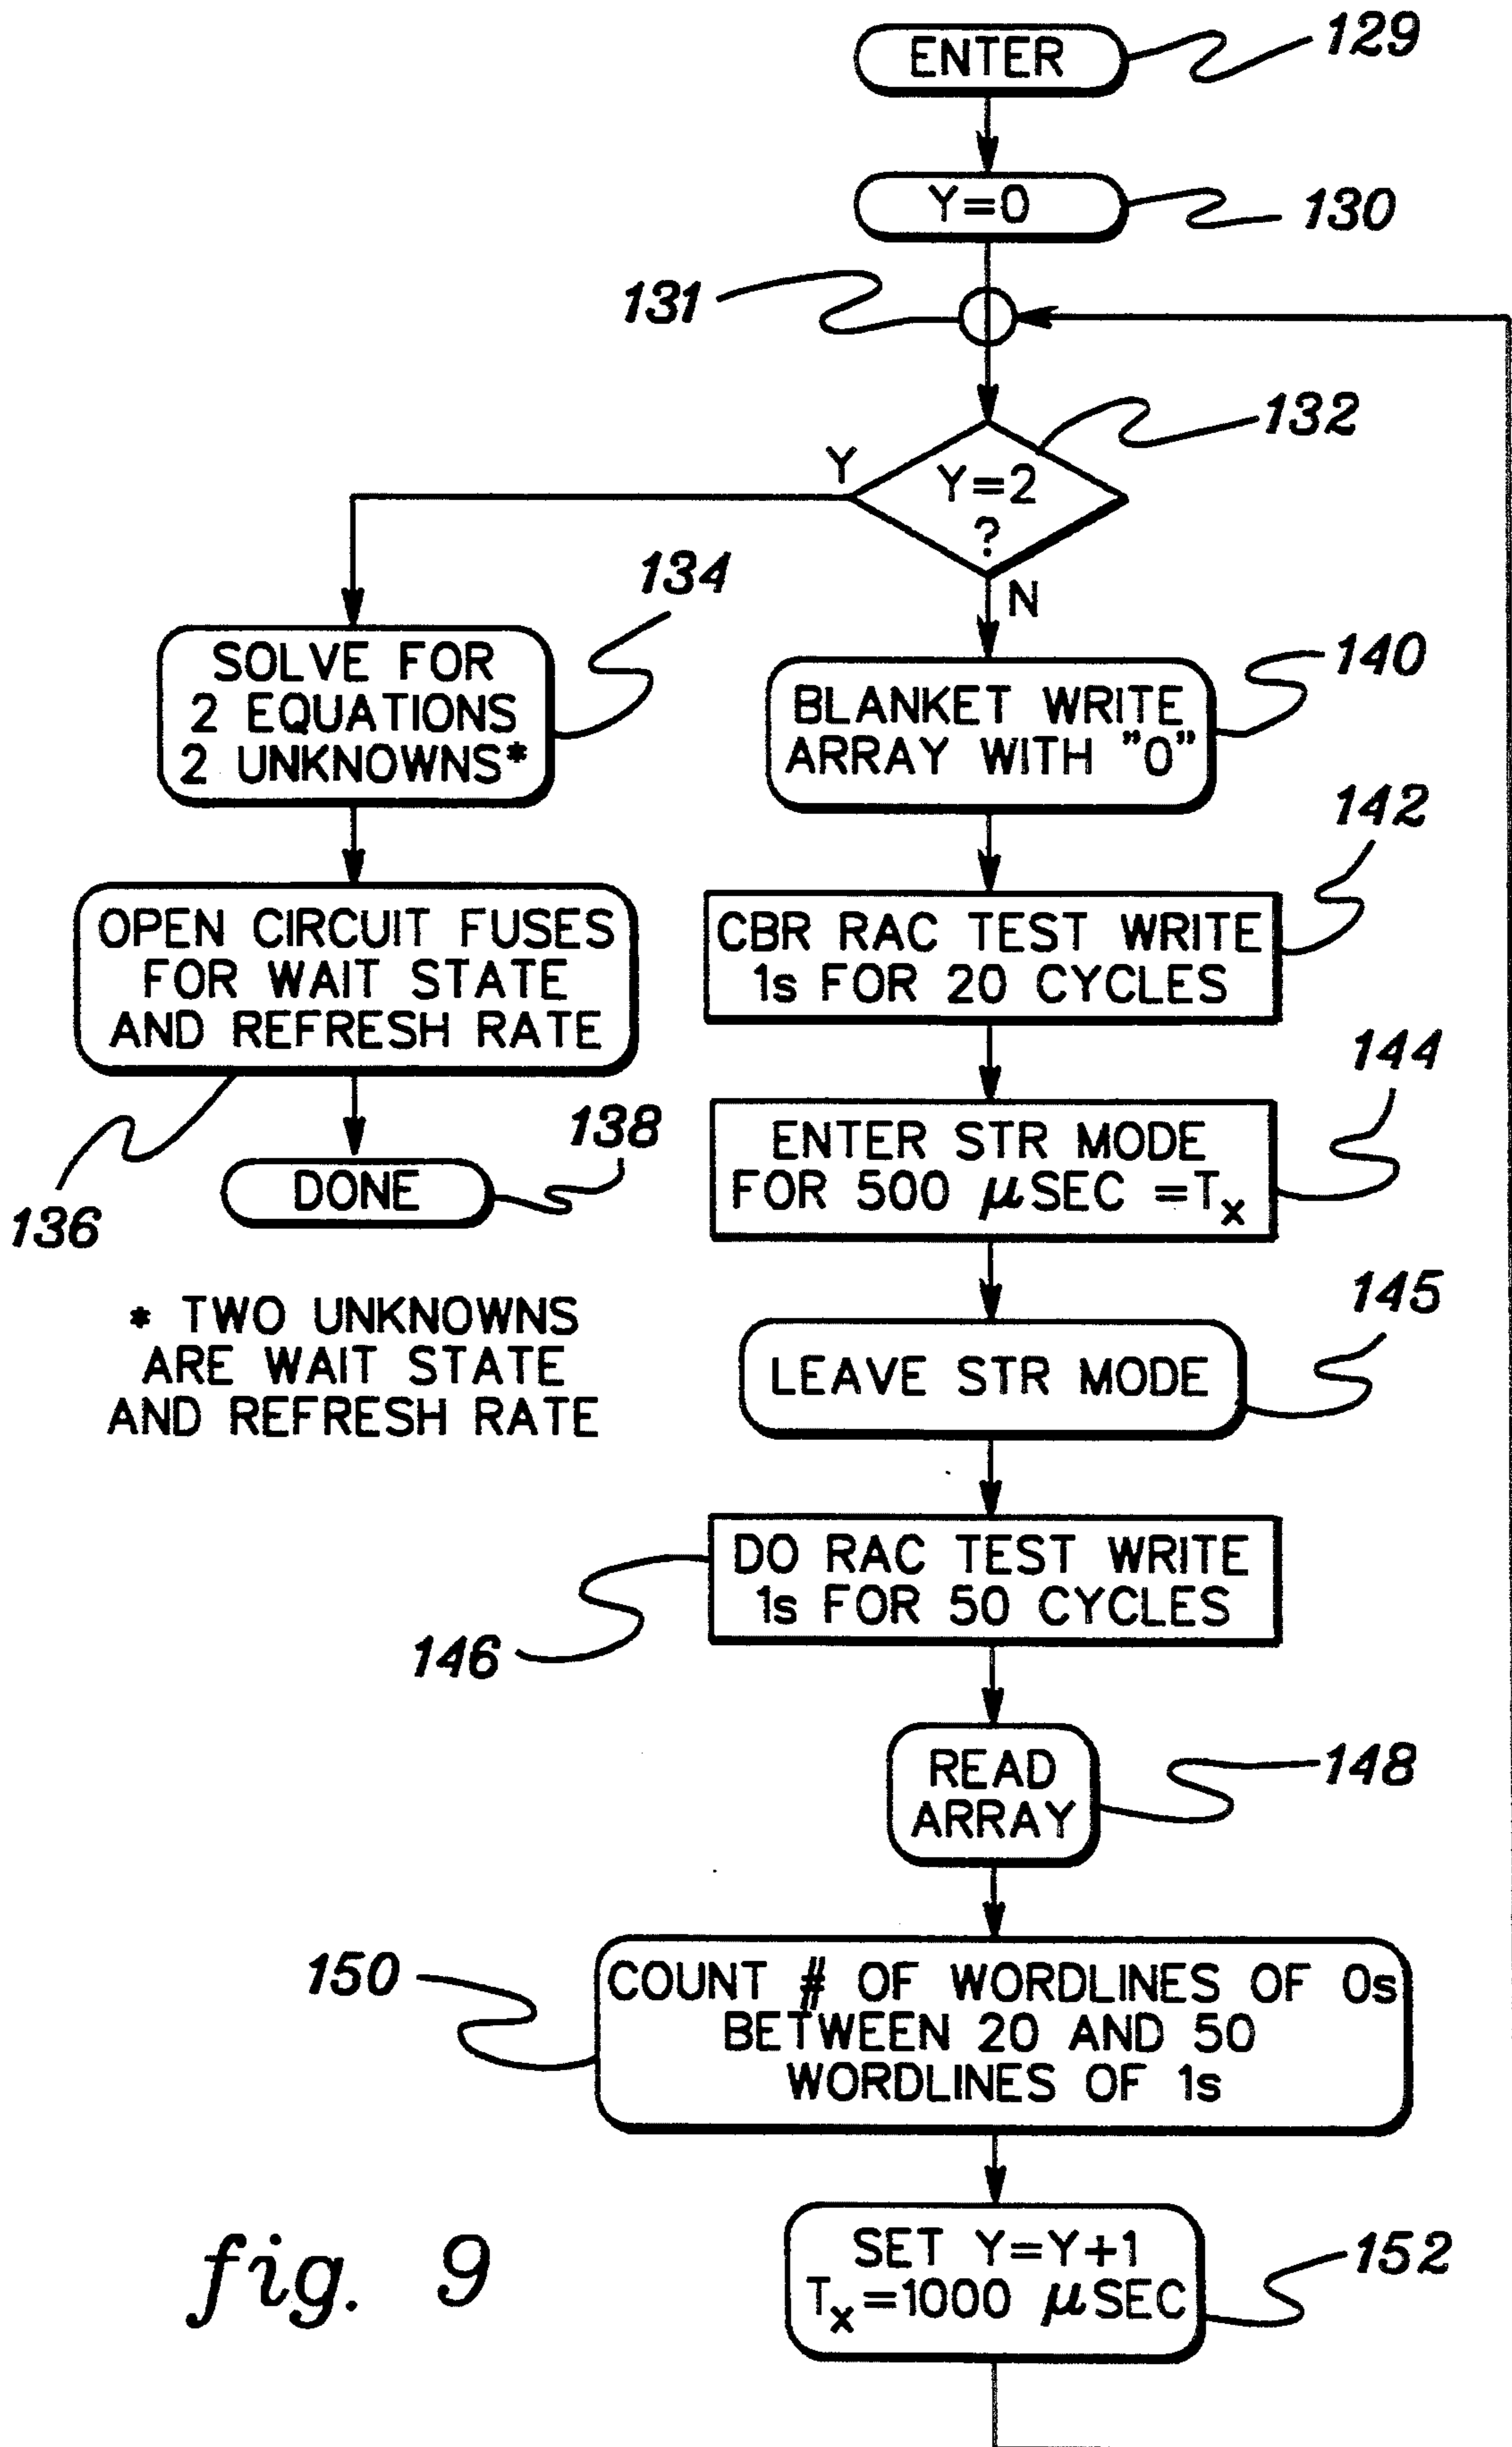 ENTER
129
Y=0
130
131
132
Y
Y=2
?
N
134
SOLVE FOR
2 EQUATIONS
2 UNKNOWNS*
140
BLANKET WRITE
ARRAY WITH "0"
OPEN CIRCUIT FUSES
FOR WAIT STATE
AND REFRESH RATE
142
CBR RAC TEST WRITE
1s FOR 20 CYCLES
136
138
DONE
144
ENTER STR MODE
FOR 500 μSEC =Tx
* TWO UNKNOWNS
ARE WAIT STATE
AND REFRESH RATE
145
LEAVE STR MODE
DO RAC TEST WRITE
1s FOR 50 CYCLES
146
READ
ARRAY
148
150
COUNT # OF WORDLINES OF 0s
BETWEEN 20 AND 50
WORDLINES OF 1s
SET Y=Y+1
Tx=1000 μSEC
152
fig. 9